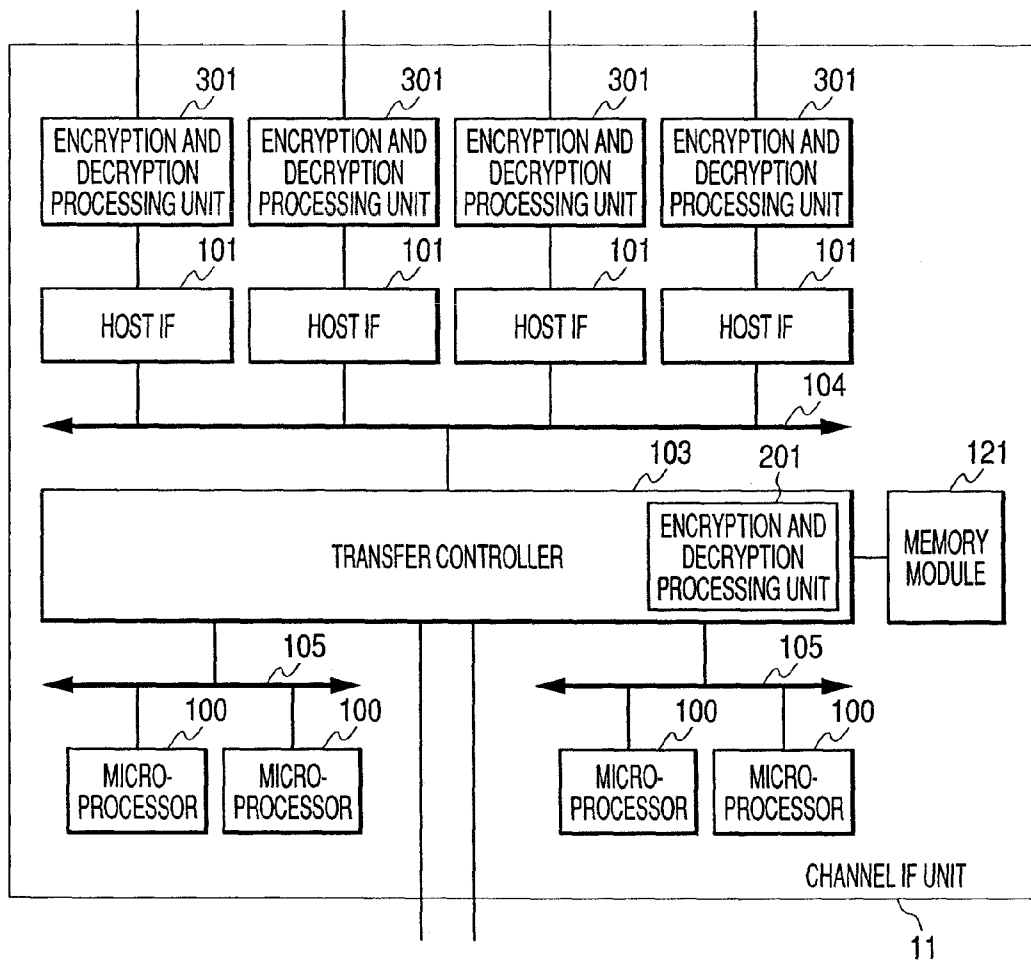 301 301 301 301
ENCRYPTION AND DECRYPTION PROCESSING UNIT
ENCRYPTION AND DECRYPTION PROCESSING UNIT
ENCRYPTION AND DECRYPTION PROCESSING UNIT
ENCRYPTION AND DECRYPTION PROCESSING UNIT
101 101 101 101
HOST IF HOST IF HOST IF HOST IF
104
103 201 121
TRANSFER CONTROLLER
ENCRYPTION AND
DECRYPTION
PROCESSING UNIT
MEMORY
MODULE
105 105
100 100 100 100
MICRO-
PROCESSOR
MICRO-
PROCESSOR
MICRO-
PROCESSOR
MICRO-
PROCESSOR
CHANNEL IF UNIT
11